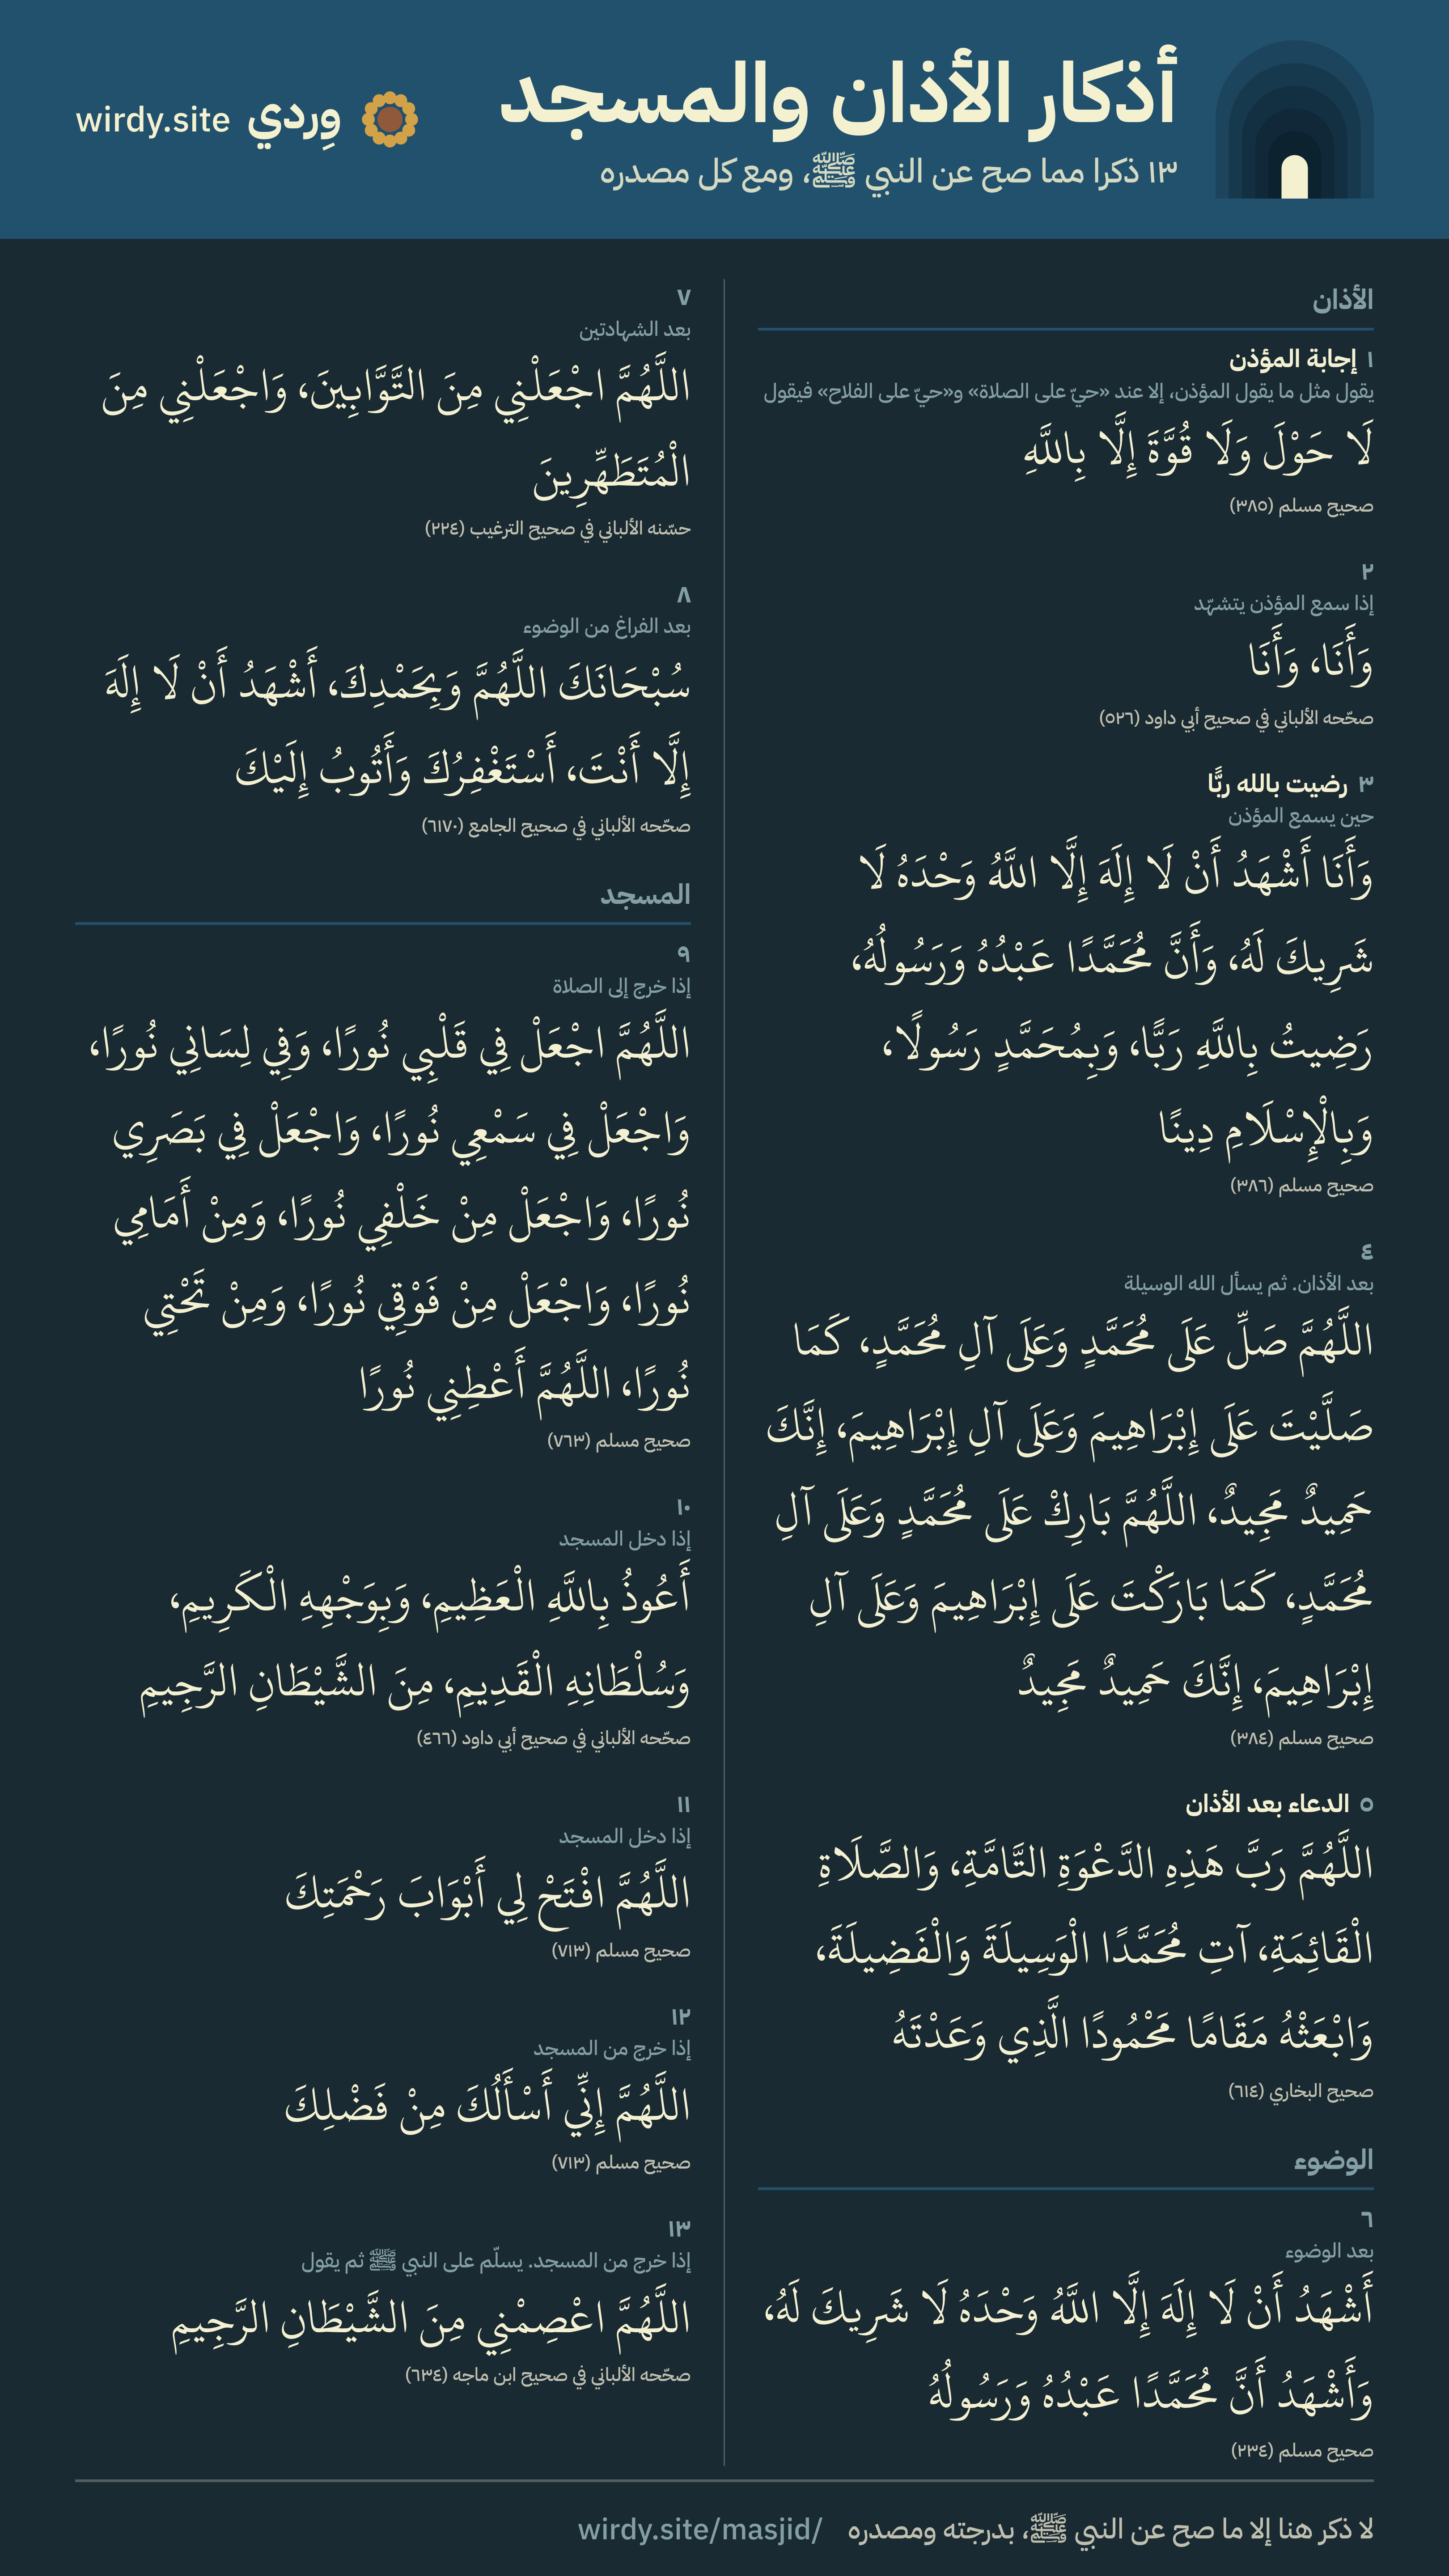 أذكار الأذان والمسجد
١٣ ذكرا مما صح عن النبي ﷺ، ومع كل مصدره
وِردي wirdy.site
الأذان
١ إجابة المؤذن
يقول مثل ما يقول المؤذن، إلا عند «حيّ على الصلاة» و«حيّ على الفلاح» فيقول
لَا حَوْلَ وَلَا قُوَّةَ إِلَّا بِاللَّهِ
صحيح مسلم (٣٨٥)
٢
إذا سمع المؤذن يتشهّد
وَأَنَا، وَأَنَا
صحّحه الألباني في صحيح أبي داود (٥٢٦)
٣ رضيت بالله ربًّا
حين يسمع المؤذن
وَأَنَا أَشْهَدُ أَنْ لَا إِلَهَ إِلَّا اللَّهُ وَحْدَهُ لَا
شَرِيكَ لَهُ، وَأَنَّ مُحَمَّدًا عَبْدُهُ وَرَسُولُهُ،
رَضِيتُ بِاللَّهِ رَبًّا، وَبِمُحَمَّدٍ رَسُولًا،
وَبِالْإِسْلَامِ دِينًا
صحيح مسلم (٣٨٦)
٤
بعد الأذان. ثم يسأل الله الوسيلة
اللَّهُمَّ صَلِّ عَلَى مُحَمَّدٍ وَعَلَى آلِ مُحَمَّدٍ، كَمَا
صَلَّيْتَ عَلَى إِبْرَاهِيمَ وَعَلَى آلِ إِبْرَاهِيمَ، إِنَّكَ
حَمِيدٌ مَجِيدٌ، اللَّهُمَّ بَارِكْ عَلَى مُحَمَّدٍ وَعَلَى آلِ
مُحَمَّدٍ، كَمَا بَارَكْتَ عَلَى إِبْرَاهِيمَ وَعَلَى آلِ
إِبْرَاهِيمَ، إِنَّكَ حَمِيدٌ مَجِيدٌ
صحيح مسلم (٣٨٤)
٥ الدعاء بعد الأذان
اللَّهُمَّ رَبَّ هَذِهِ الدَّعْوَةِ التَّامَّةِ، وَالصَّلَاةِ
الْقَائِمَةِ، آتِ مُحَمَّدًا الْوَسِيلَةَ وَالْفَضِيلَةَ،
وَابْعَثْهُ مَقَامًا مَحْمُودًا الَّذِي وَعَدْتَهُ
صحيح البخاري (٦١٤)
الوضوء
٦
بعد الوضوء
أَشْهَدُ أَنْ لَا إِلَهَ إِلَّا اللَّهُ وَحْدَهُ لَا شَرِيكَ لَهُ،
وَأَشْهَدُ أَنَّ مُحَمَّدًا عَبْدُهُ وَرَسُولُهُ
صحيح مسلم (٢٣٤)
٧
بعد الشهادتين
اللَّهُمَّ اجْعَلْنِي مِنَ التَّوَّابِينَ، وَاجْعَلْنِي مِنَ
الْمُتَطَهِّرِينَ
حسّنه الألباني في صحيح الترغيب (٢٢٤)
٨
بعد الفراغ من الوضوء
سُبْحَانَكَ اللَّهُمَّ وَبِحَمْدِكَ، أَشْهَدُ أَنْ لَا إِلَهَ
إِلَّا أَنْتَ، أَسْتَغْفِرُكَ وَأَتُوبُ إِلَيْكَ
صحّحه الألباني في صحيح الجامع (٦١٧٠)
المسجد
٩
إذا خرج إلى الصلاة
اللَّهُمَّ اجْعَلْ فِي قَلْبِي نُورًا، وَفِي لِسَانِي نُورًا،
وَاجْعَلْ فِي سَمْعِي نُورًا، وَاجْعَلْ فِي بَصَرِي
نُورًا، وَاجْعَلْ مِنْ خَلْفِي نُورًا، وَمِنْ أَمَامِي
نُورًا، وَاجْعَلْ مِنْ فَوْقِي نُورًا، وَمِنْ تَحْتِي
نُورًا، اللَّهُمَّ أَعْطِنِي نُورًا
صحيح مسلم (٧٦٣)
١٠
إذا دخل المسجد
أَعُوذُ بِاللَّهِ الْعَظِيمِ، وَبِوَجْهِهِ الْكَرِيمِ،
وَسُلْطَانِهِ الْقَدِيمِ، مِنَ الشَّيْطَانِ الرَّجِيمِ
صحّحه الألباني في صحيح أبي داود (٤٦٦)
١١
إذا دخل المسجد
اللَّهُمَّ افْتَحْ لِي أَبْوَابَ رَحْمَتِكَ
صحيح مسلم (٧١٣)
١٢
إذا خرج من المسجد
اللَّهُمَّ إِنِّي أَسْأَلُكَ مِنْ فَضْلِكَ
صحيح مسلم (٧١٣)
١٣
إذا خرج من المسجد. يسلّم على النبي ﷺ ثم يقول
اللَّهُمَّ اعْصِمْنِي مِنَ الشَّيْطَانِ الرَّجِيمِ
صحّحه الألباني في صحيح ابن ماجه (٦٣٤)
لا ذكر هنا إلا ما صح عن النبي ﷺ، بدرجته ومصدره wirdy.site/masjid/